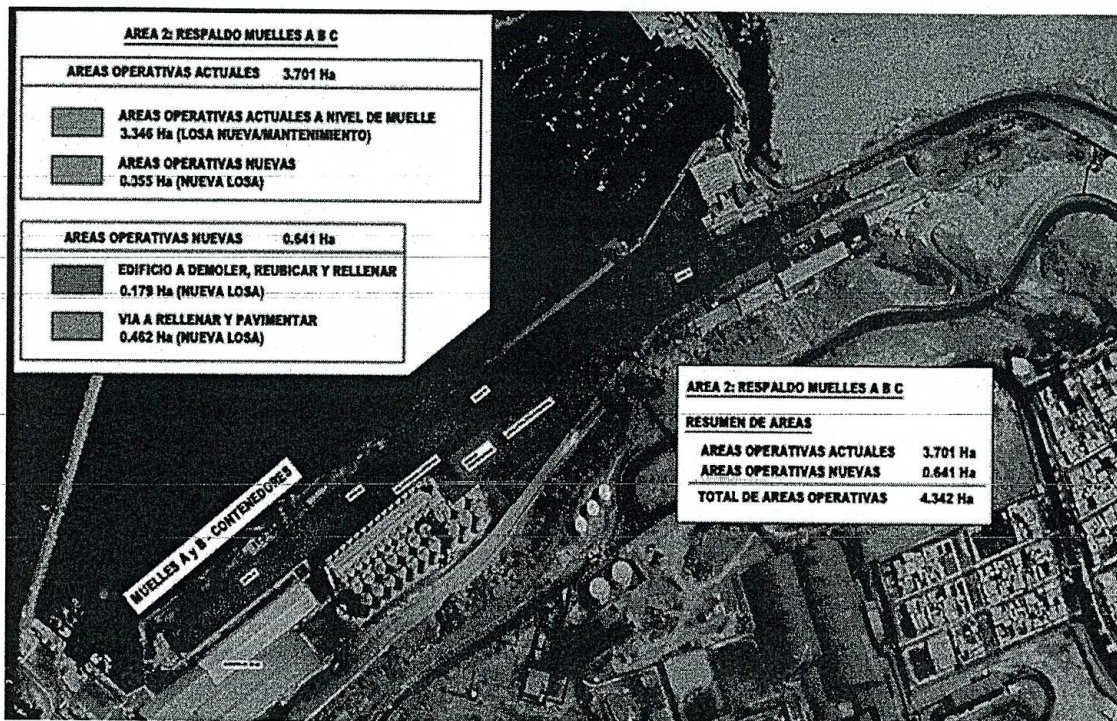 AREA 2: RESPALDO MUELLES A B C
AREAS OPERATIVAS ACTUALES 3.701 Ha
AREAS OPERATIVAS ACTUALES A NIVEL DE MUELLE
3.346 Ha (LOSA NUEVA/MANTENIMIENTO)
AREAS OPERATIVAS NUEVAS
0.355 Ha (NUEVA LOSA)
AREAS OPERATIVAS NUEVAS 0.641 Ha
EDIFICIO A DEMOLER, REUBICAR Y RELLENAR
0.179 Ha (NUEVA LOSA)
VIA A RELLENAR Y PAVIMENTAR
0.462 Ha (NUEVA LOSA)
MUELLES A y B - CONTENEDORES
AREA 2: RESPALDO MUELLES A B C
RESUMEN DE AREAS
AREAS OPERATIVAS ACTUALES 3.701 Ha
AREAS OPERATIVAS NUEVAS 0.641 Ha
TOTAL DE AREAS OPERATIVAS 4.342 Ha